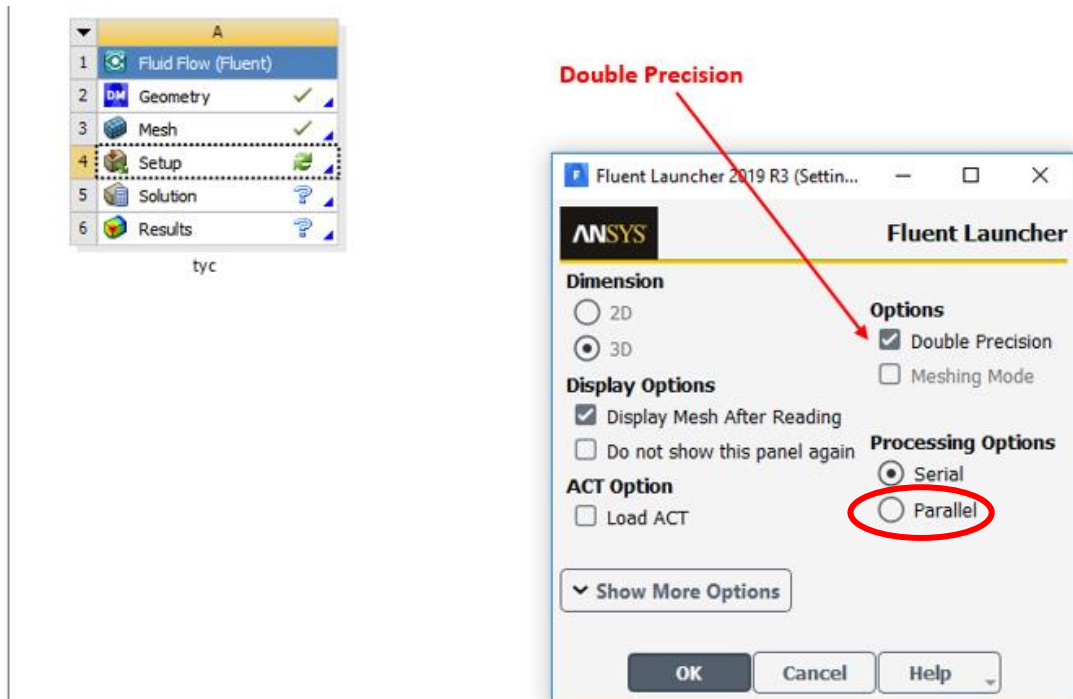 A
1 Fluid Flow (Fluent)
2 DM Geometry
3 Mesh
4 Setup
5 Solution
6 Results
tyc
Double Precision
F Fluent Launcher 2019 R3 (Settin...
ANSYS Fluent Launcher
Dimension
2D
3D
Display Options
Display Mesh After Reading
Do not show this panel again
ACT Option
Load ACT
Options
Double Precision
Meshing Mode
Processing Options
Serial
Parallel
Show More Options
OK Cancel Help